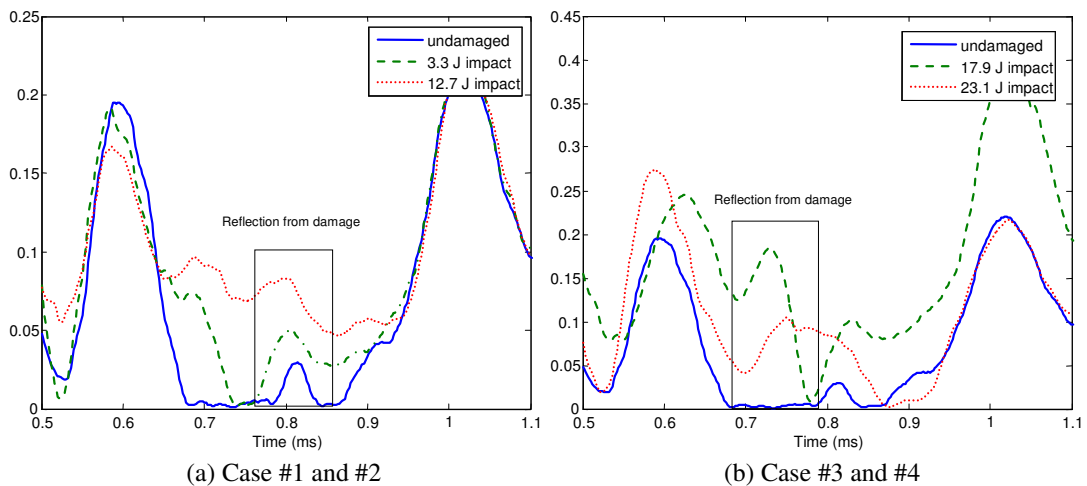 0.25
0.2
0.15
0.1
0.05
0
0.5
0.6
0.7
0.8
0.9
1
1.1
Time (ms)
undamaged
3.3 J impact
12.7 J impact
Reflection from damage
(a) Case #1 and #2
0.45
0.4
0.35
0.3
0.25
0.2
0.15
0.1
0.05
0
0.5
0.6
0.7
0.8
0.9
1
1.1
Time (ms)
undamaged
17.9 J impact
23.1 J impact
Reflection from damage
(b) Case #3 and #4